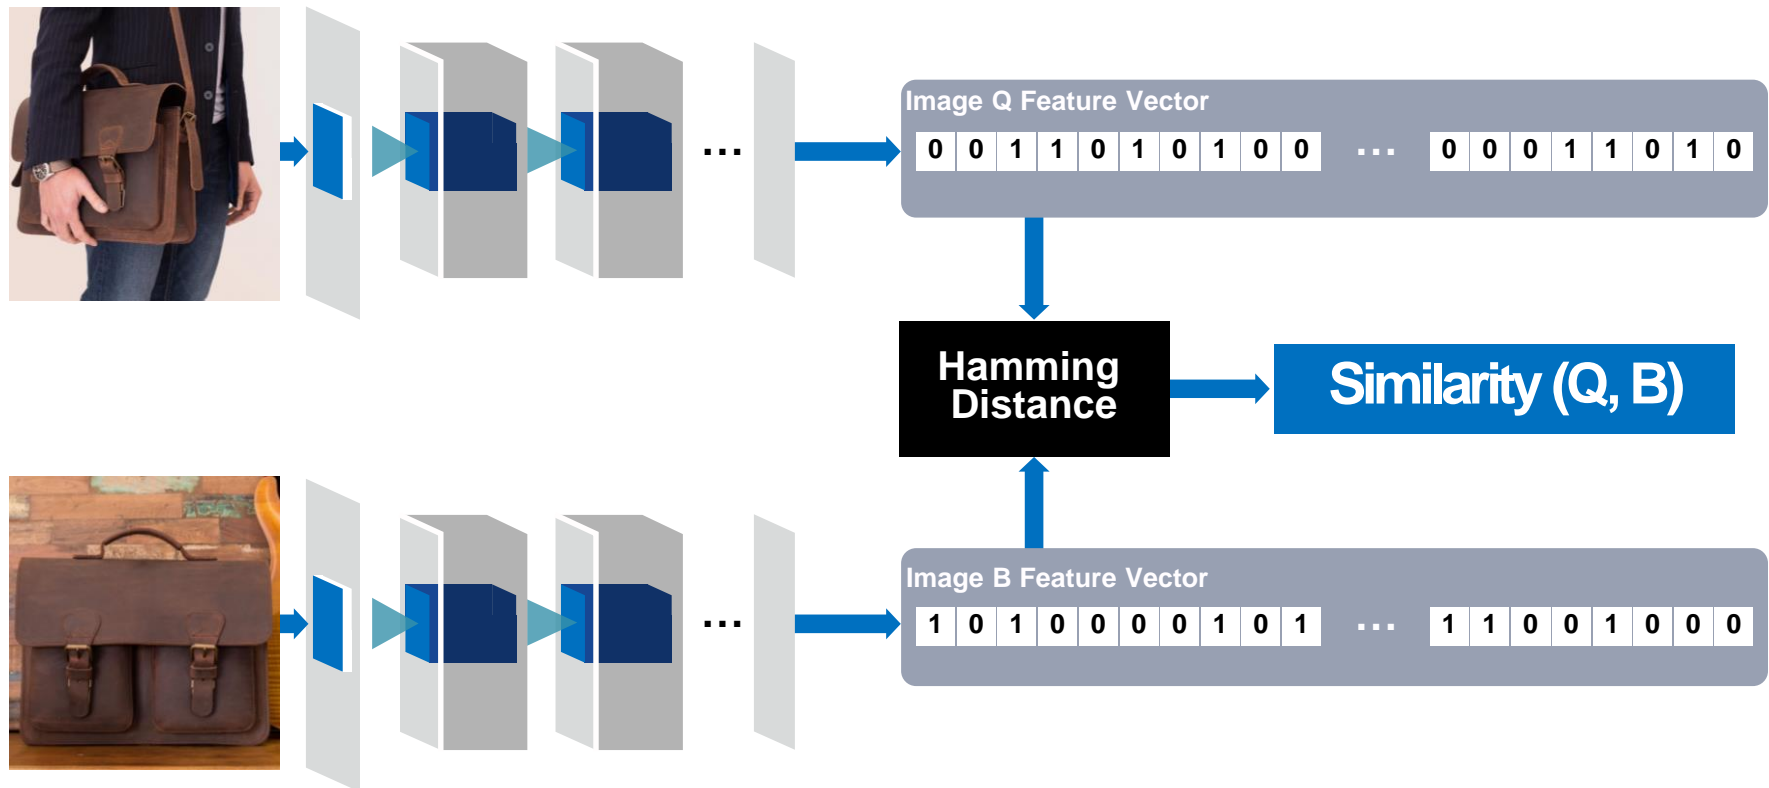 Image Q Feature Vector
... 0 0 1 1 0 1 0 1 0 0 ... 0 0 0 1 1 0 1 0
Hamming
Distance
Similarity (Q, B)
Image B Feature Vector
... 1 0 1 0 0 0 0 1 0 1 ... 1 1 0 0 1 0 0 0